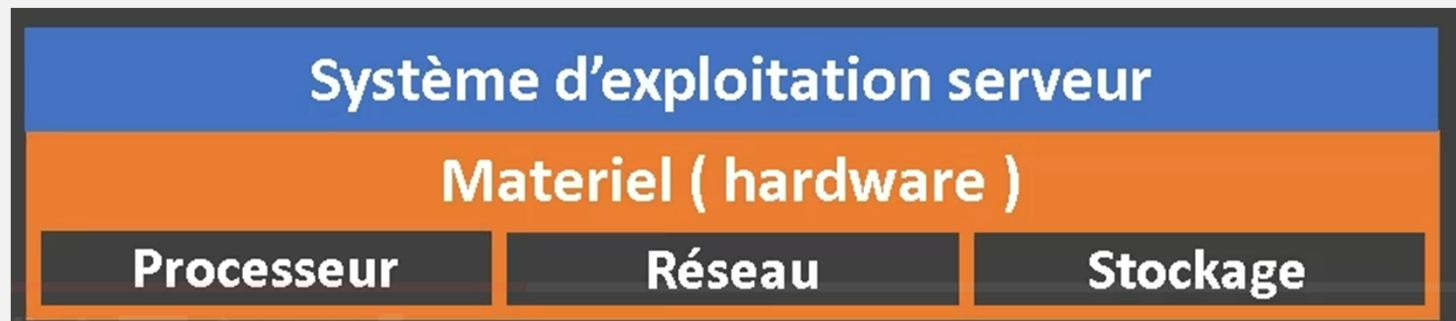 Système d’exploitation serveur
Materiel ( hardware )
Processeur Réseau Stockage